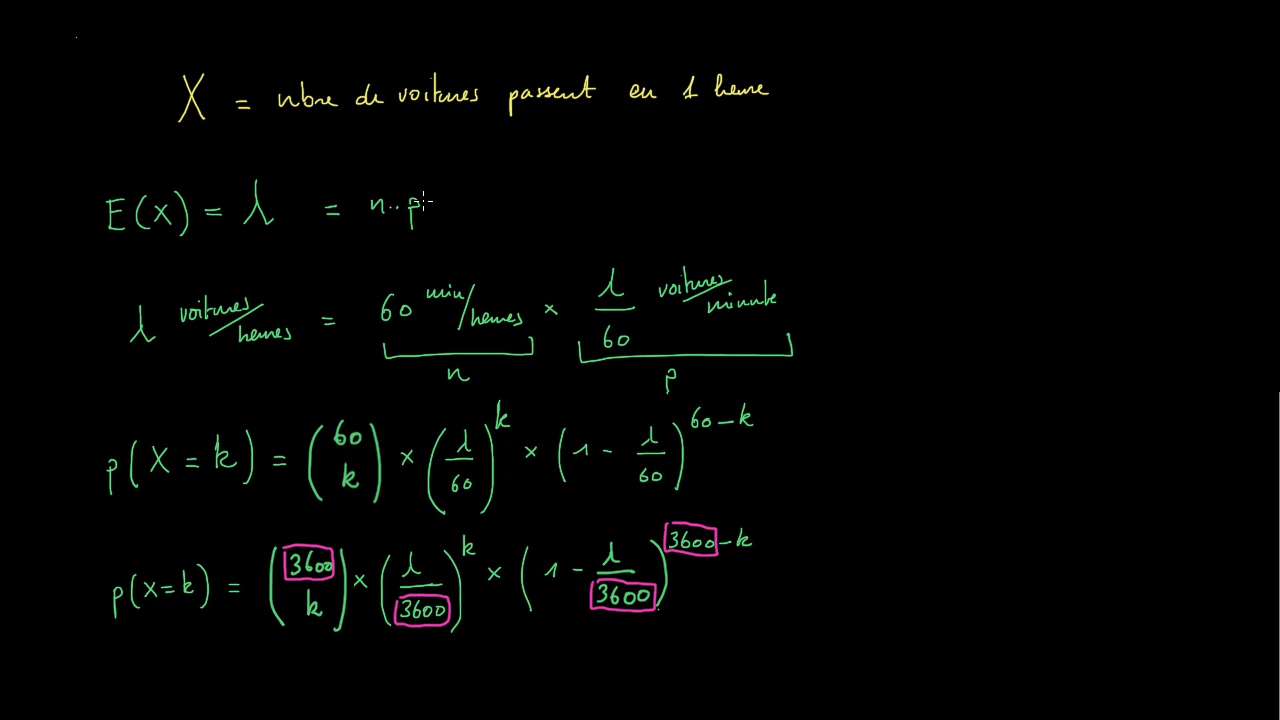 X = nbre de voitures passent en 1 heure
E(X) = λ = n..p
λ voitures/heures = 60 min/heures × λ/60 voitures/minute
n p
p(X = k) = (60 k) × (λ/60)^k × (1 - λ/60)^60-k
p(X=k) = (3600 k) × (λ/3600)^k × (1 - λ/3600)^3600-k